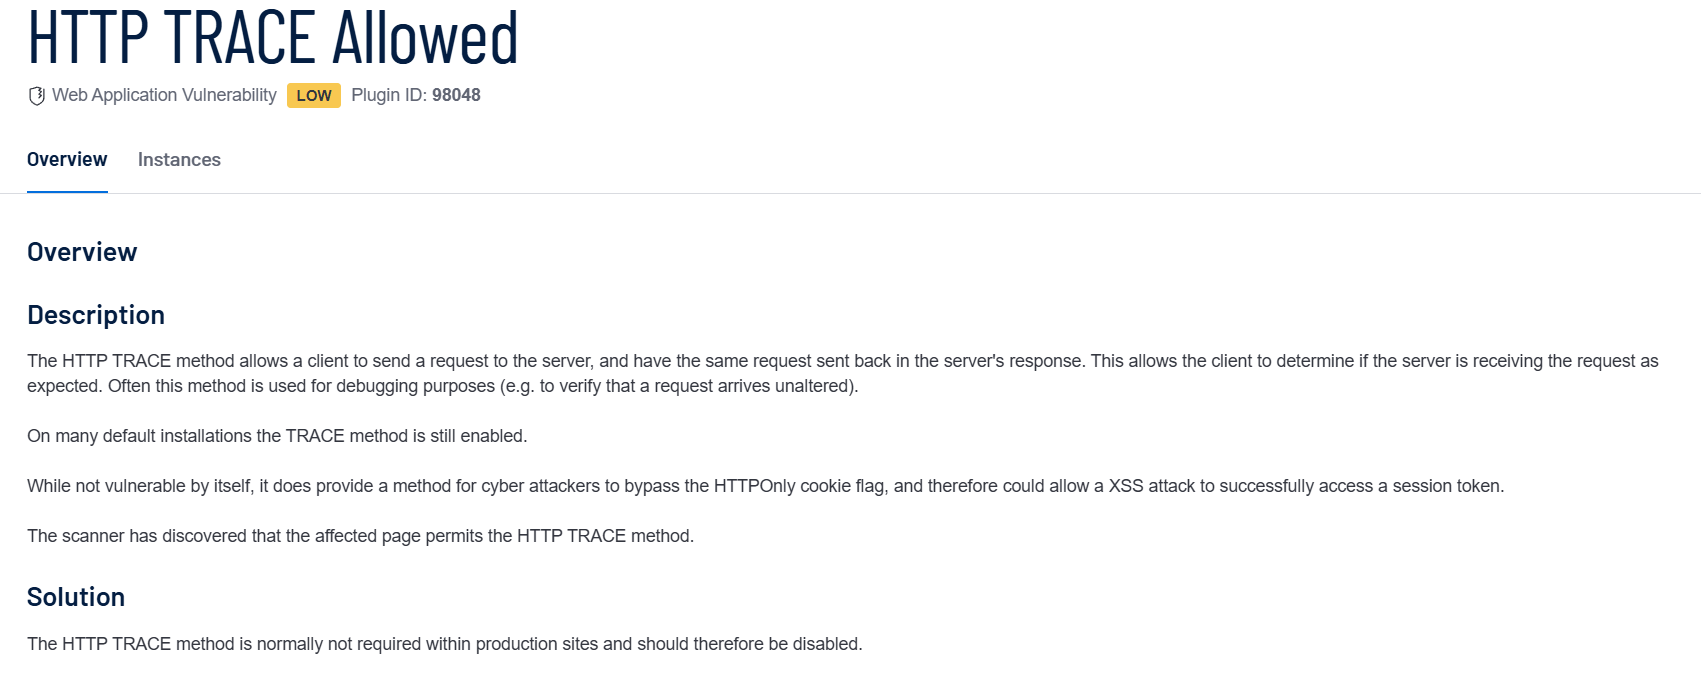 HTTP TRACE Allowed
Web Application Vulnerability LOW Plugin ID: 98048
Overview Instances
Overview
Description
The HTTP TRACE method allows a client to send a request to the server, and have the same request sent back in the server's response. This allows the client to determine if the server is receiving the request as
expected. Often this method is used for debugging purposes (e.g. to verify that a request arrives unaltered).
On many default installations the TRACE method is still enabled.
While not vulnerable by itself, it does provide a method for cyber attackers to bypass the HTTPOnly cookie flag, and therefore could allow a XSS attack to successfully access a session token.
The scanner has discovered that the affected page permits the HTTP TRACE method.
Solution
The HTTP TRACE method is normally not required within production sites and should therefore be disabled.